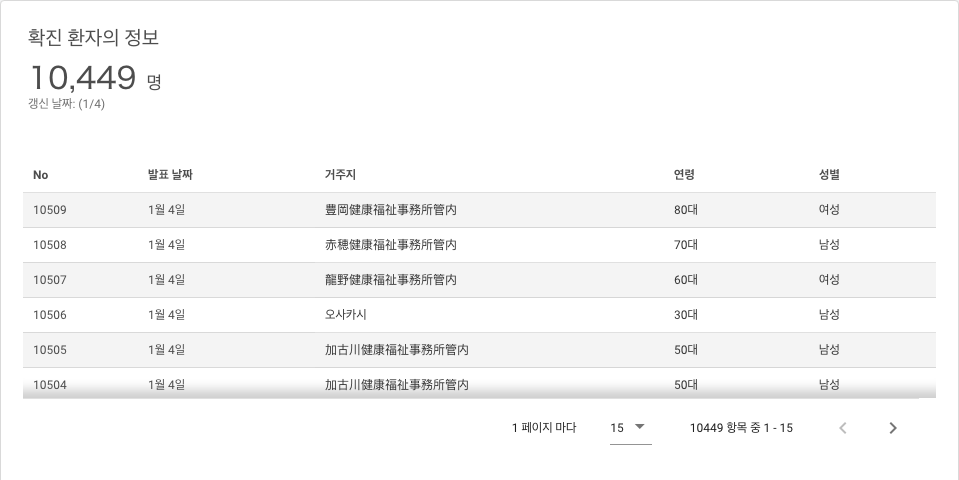 확진 환자의 정보
10,449 명
갱신 날짜: (1/4)
No 발표 날짜 거주지 연령 성별
10509 1월 4일 豊岡健康福祉事務所管内 80대 여성
10508 1월 4일 赤穂健康福祉事務所管内 70대 남성
10507 1월 4일 龍野健康福祉事務所管内 60대 여성
10506 1월 4일 오사카시 30대 남성
10505 1월 4일 加古川健康福祉事務所管内 50대 남성
10504 1월 4일 加古川健康福祉事務所管内 50대 남성
1 페이지 마다 15 10449 항목 중 1 - 15